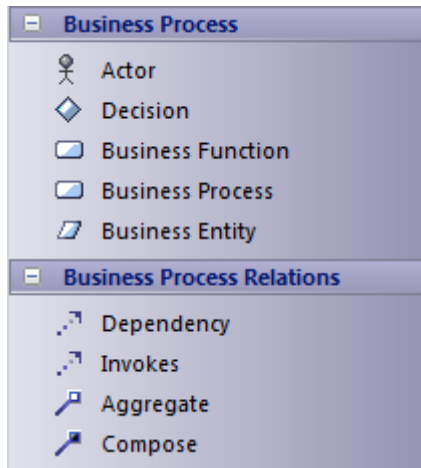 Business Process
Actor
Decision
Business Function
Business Process
Business Entity
Business Process Relations
Dependency
Invokes
Aggregate
Compose